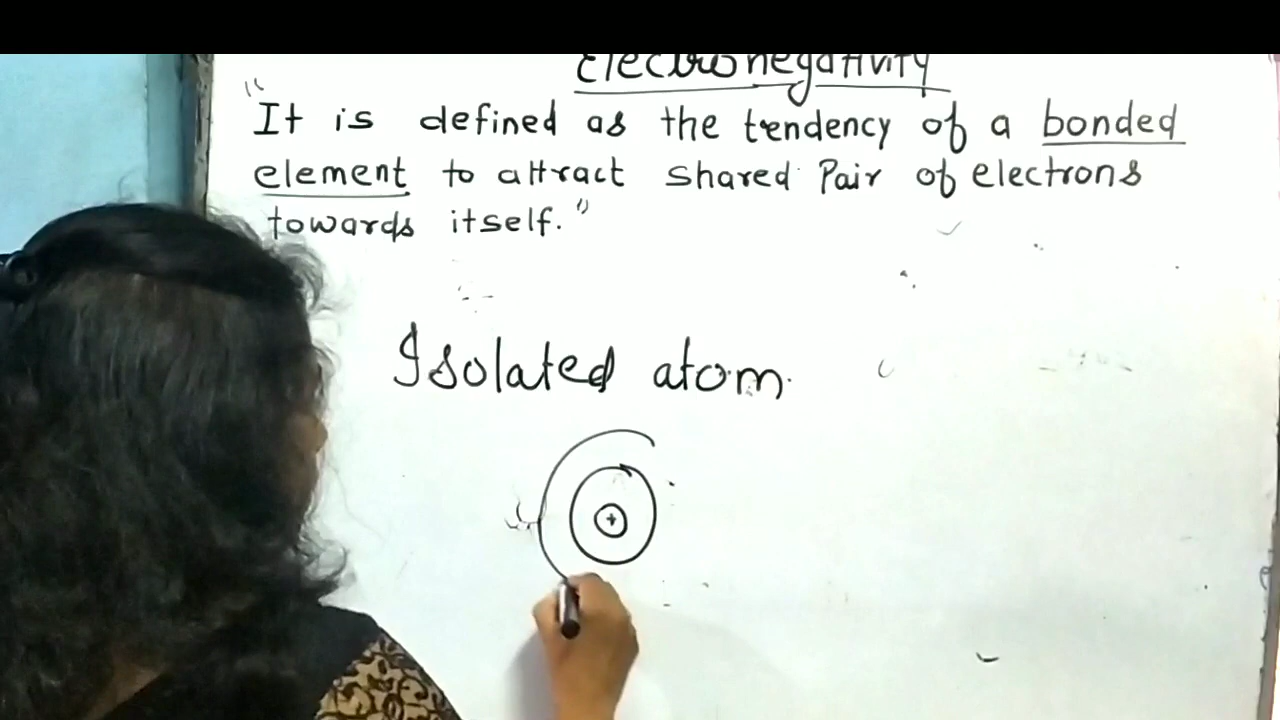 Electronegativity
"It is defined as the tendency of a bonded
element to attract shared Pair of electrons
towards itself."
Isolated atom.
+